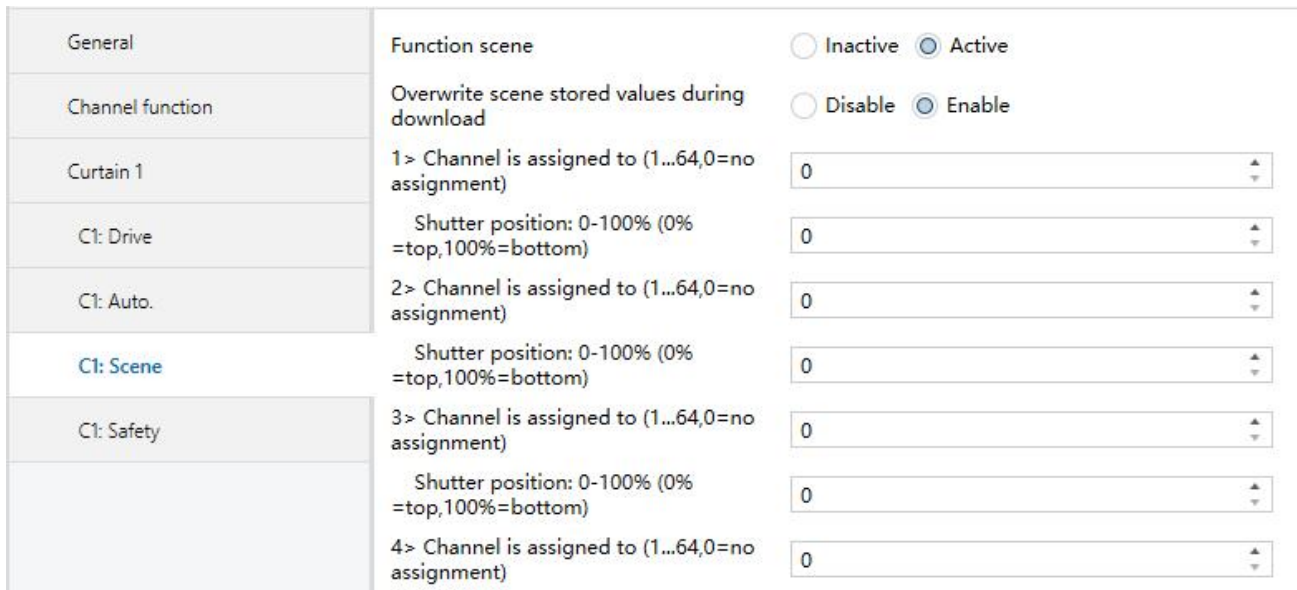 General
Channel function
Curtain 1
C1: Drive
C1: Auto.
C1: Scene
C1: Safety
Function scene
Inactive Active
Overwrite scene stored values during
download
Disable Enable
1> Channel is assigned to (1...64,0=no
assignment)
0
Shutter position: 0-100% (0%
=top,100%=bottom)
0
2> Channel is assigned to (1...64,0=no
assignment)
0
Shutter position: 0-100% (0%
=top,100%=bottom)
0
3> Channel is assigned to (1...64,0=no
assignment)
0
Shutter position: 0-100% (0%
=top,100%=bottom)
0
4> Channel is assigned to (1...64,0=no
assignment)
0